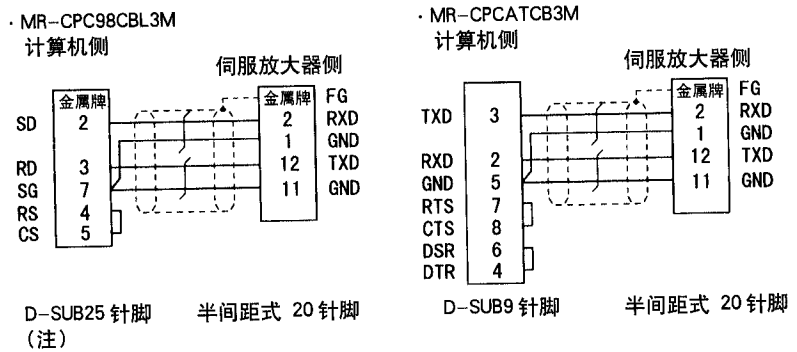 · MR-CPC98CBL3M
计算机侧
伺服放大器侧
金属牌 金属牌 FG
SD 2 2 RXD
1 GND
RD 3 12 TXD
SG 7 11 GND
RS 4
CS 5
D-SUB25 针脚 半间距式 20 针脚
(注)
· MR-CPCATCB3M
计算机侧
伺服放大器侧
金属牌 FG
TXD 3 2 RXD
1 GND
RXD 2 12 TXD
GND 5 11 GND
RTS 7
CTS 8
DSR 6
DTR 4
D-SUB9 针脚 半间距式 20 针脚